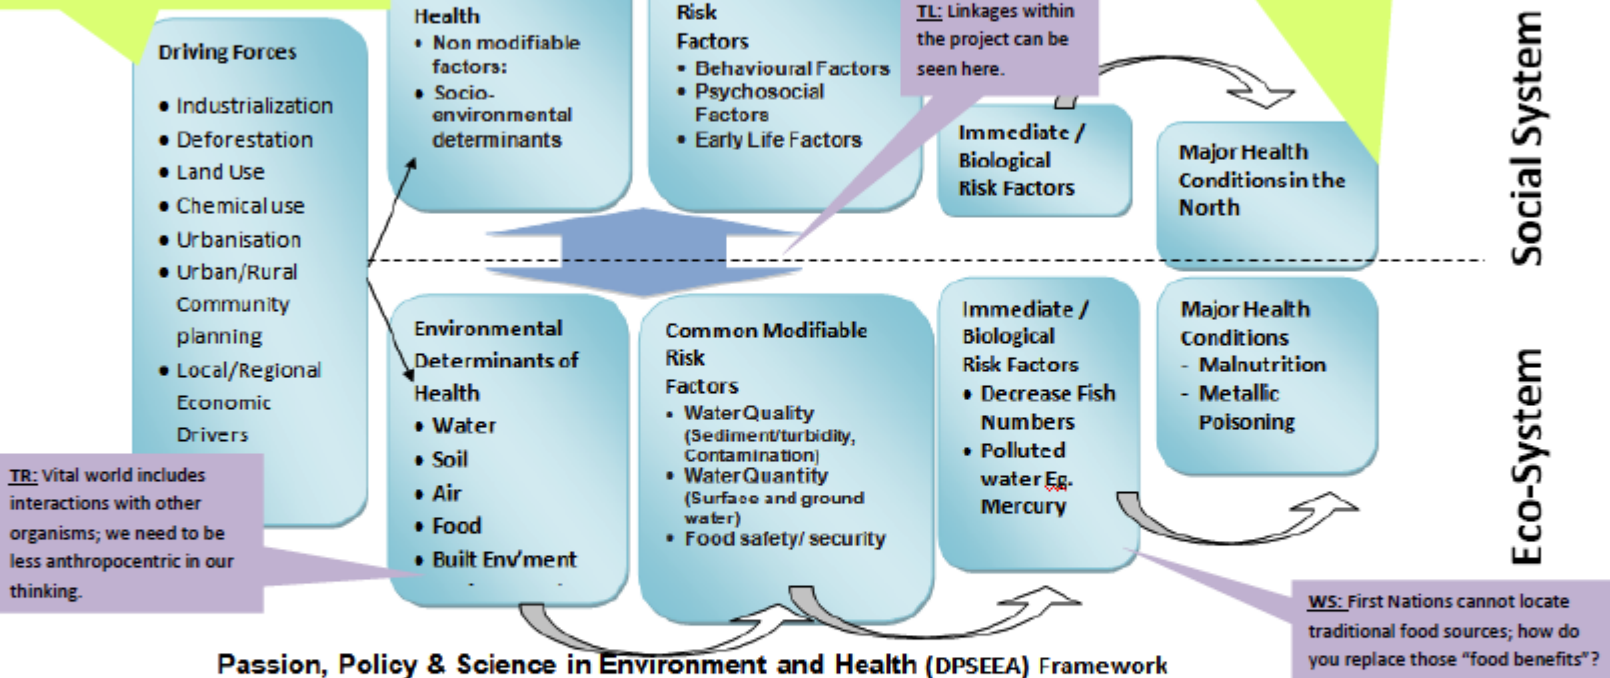 Driving Forces
• Industrialization
• Deforestation
• Land Use
• Chemical use
• Urbanisation
• Urban/Rural
Community
planning
• Local/Regional
Economic
Drivers
Health
• Non modifiable
factors:
• Socio-
environmental
determinants
Risk
Factors
• Behavioural Factors
• Psychosocial
Factors
• Early Life Factors
TL: Linkages within
the project can be
seen here.
Immediate /
Biological
Risk Factors
Major Health
Conditions in the
North
Social System
Environmental
Determinants of
Health
• Water
• Soil
• Air
• Food
• Built Env'ment
Common Modifiable
Risk
Factors
• Water Quality
(Sediment/turbidity,
Contamination)
• Water Quantity
(Surface and ground
water)
• Food safety/ security
Immediate /
Biological
Risk Factors
• Decrease Fish
Numbers
• Polluted
water Eg.
Mercury
Major Health
Conditions
- Malnutrition
- Metallic
Poisoning
Eco-System
TR: Vital world includes
interactions with other
organisms; we need to be
less anthropocentric in our
thinking.
WS: First Nations cannot locate
traditional food sources; how do
you replace those “food benefits”?
Passion, Policy & Science in Environment and Health (DPSEEA) Framework